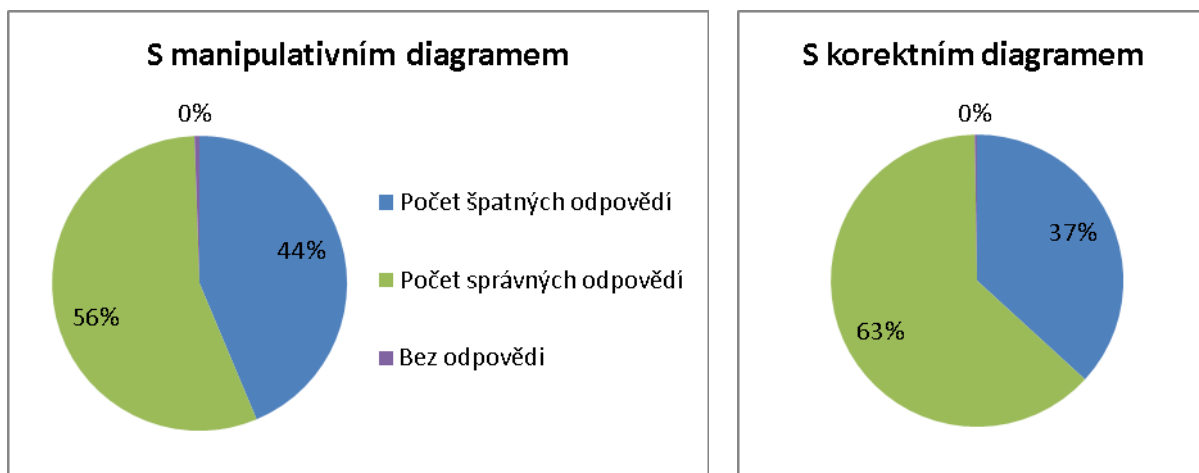 S manipulativním diagramem
0%
44%
56%
Počet špatných odpovědí
Počet správných odpovědí
Bez odpovědi
S korektním diagramem
0%
37%
63%